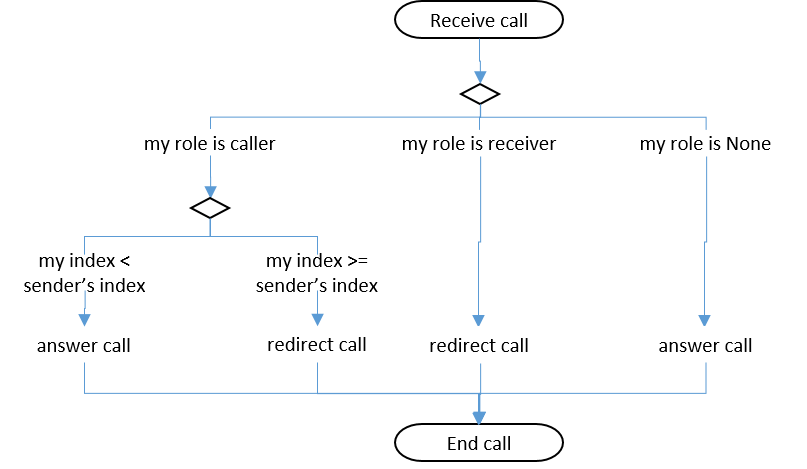 Receive call
my role is caller
my role is receiver
my role is None
my index <
sender's index
my index >=
sender's index
answer call
redirect call
redirect call
answer call
End call